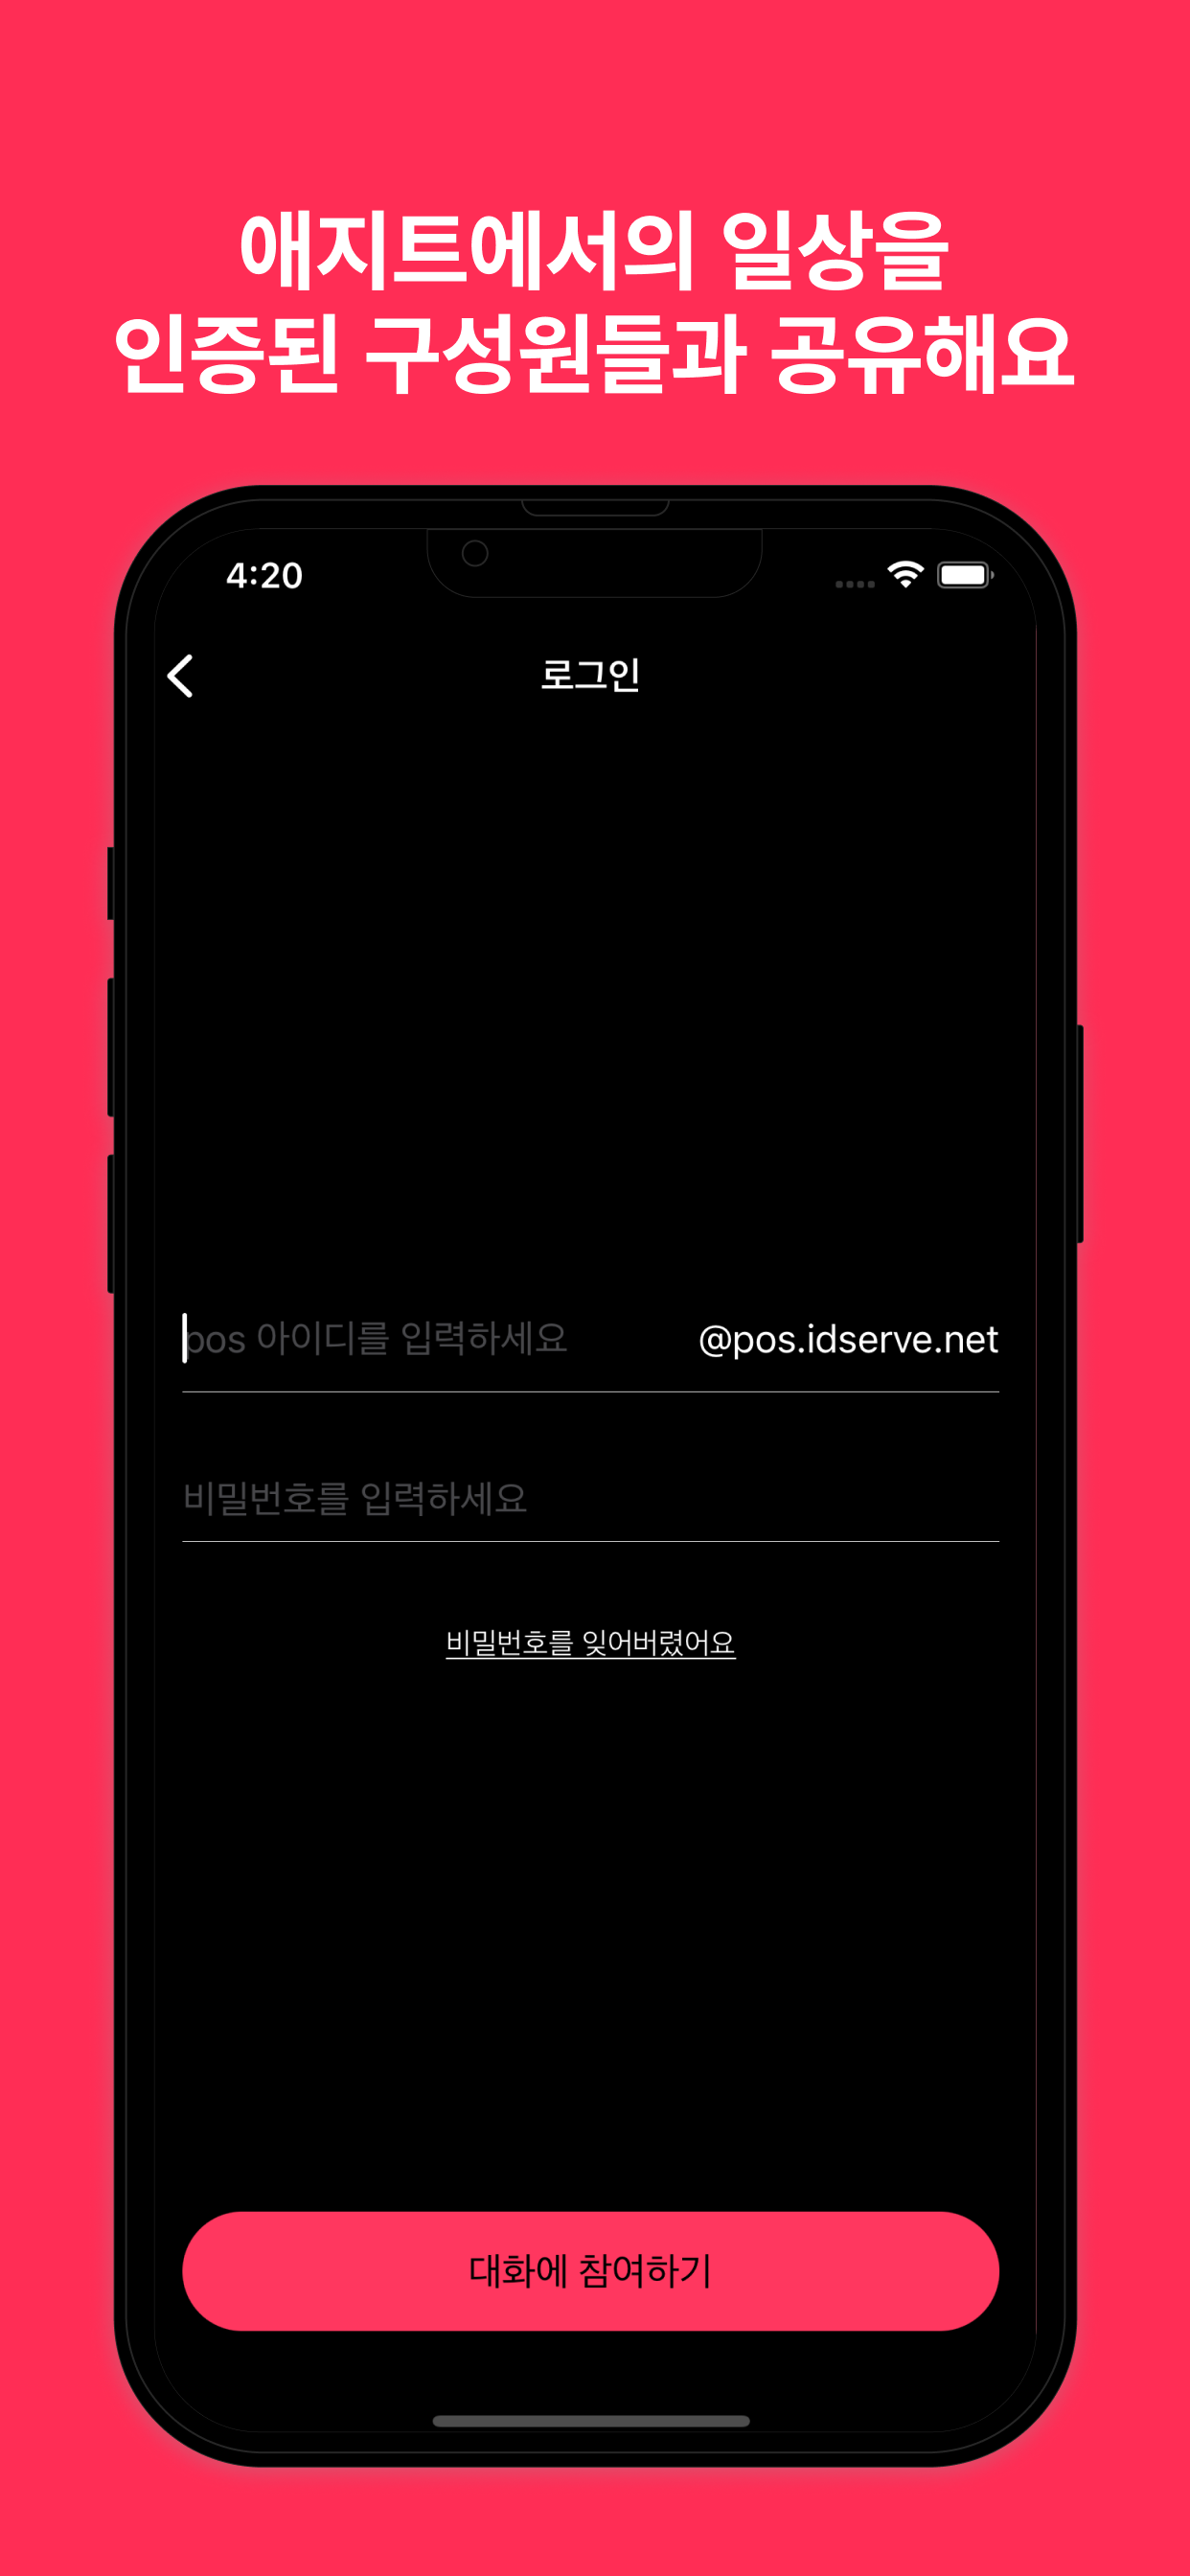 애지트에서의 일상을
인증된 구성원들과 공유해요
4:20
로그인
pos 아이디를 입력하세요 @pos.idserve.net
비밀번호를 입력하세요
비밀번호를 잊어버렸어요
대화에 참여하기